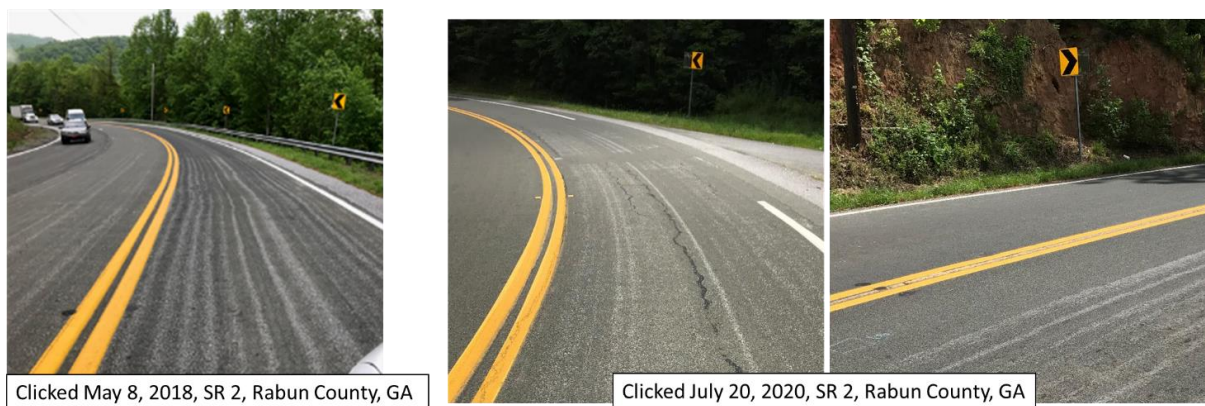 Clicked May 8, 2018, SR 2, Rabun County, GA
Clicked July 20, 2020, SR 2, Rabun County, GA